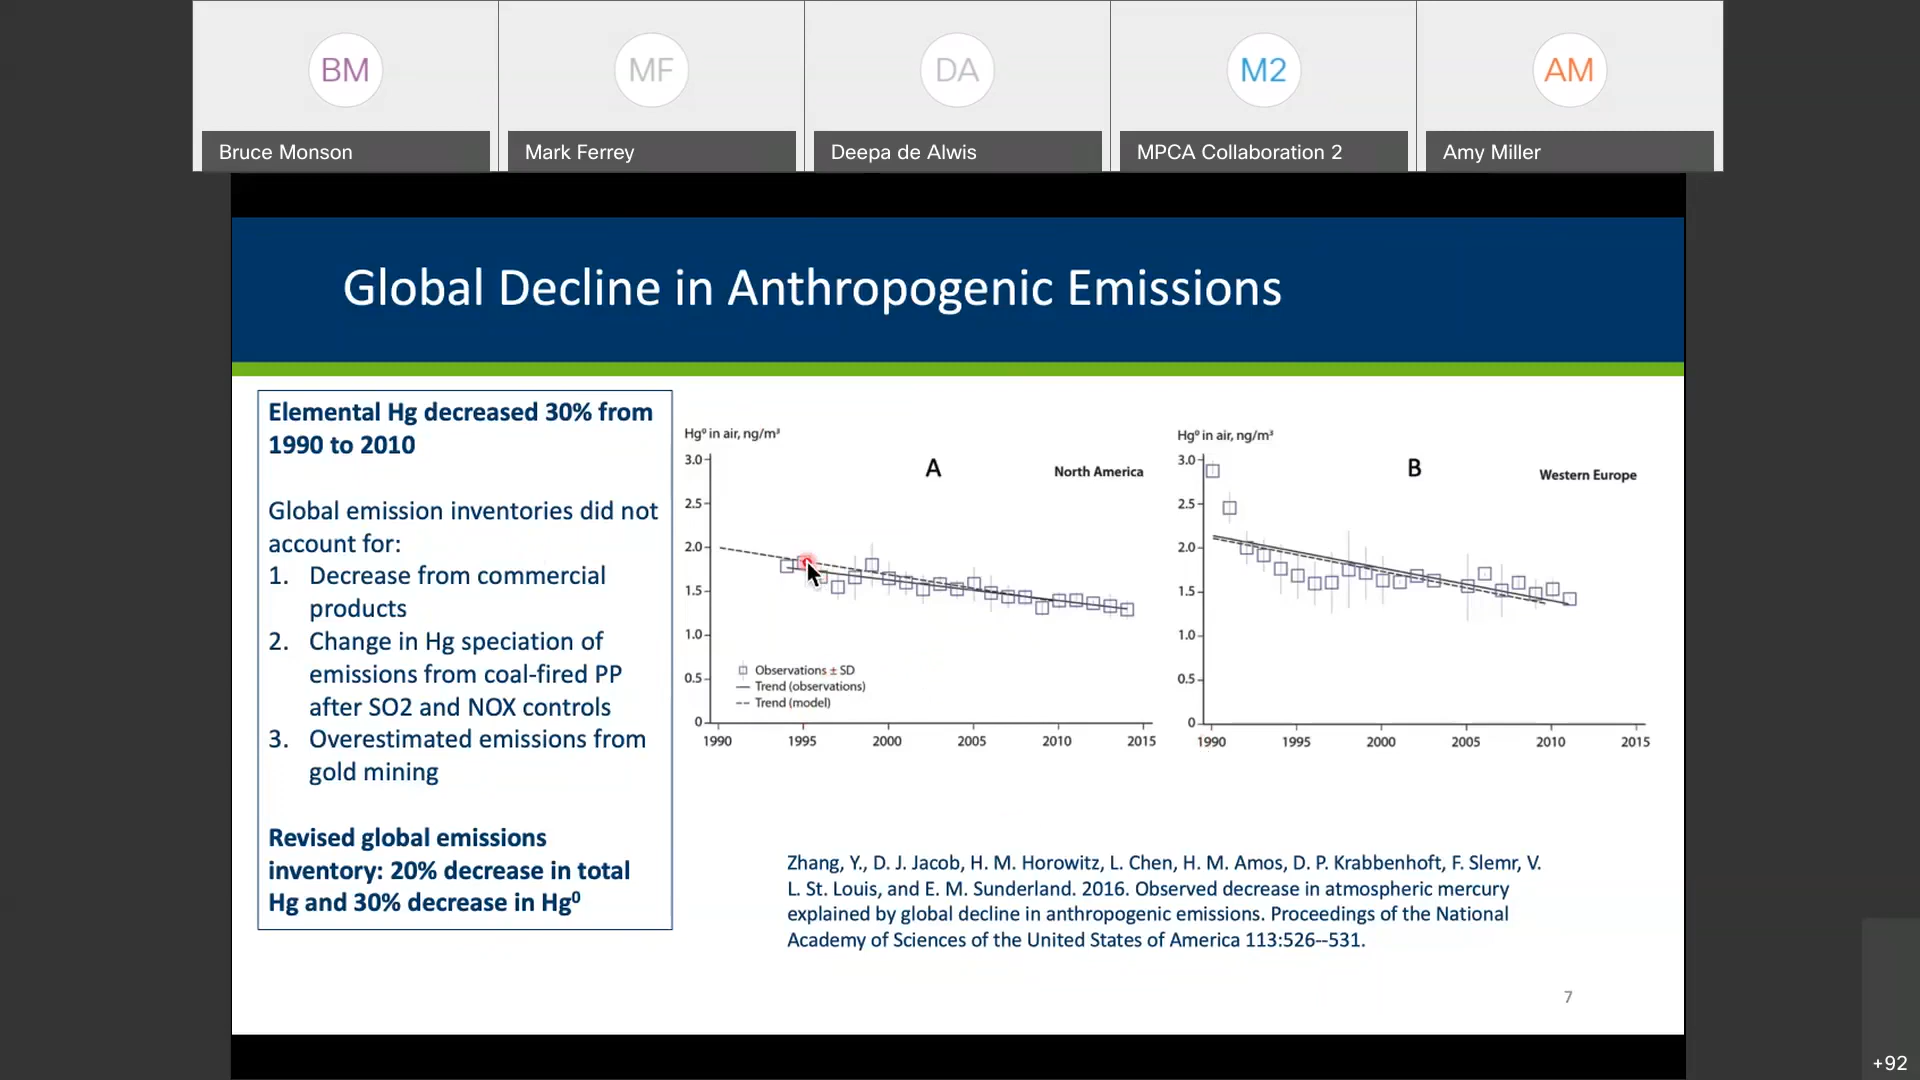 BM
MF
DA
M2
AM
Bruce Monson
Mark Ferrey
Deepa de Alwis
MPCA Collaboration 2
Amy Miller
Global Decline in Anthropogenic Emissions
Elemental Hg decreased 30% from
1990 to 2010
Global emission inventories did not
account for:
1. Decrease from commercial
products
2. Change in Hg speciation of
emissions from coal-fired PP
after SO2 and NOX controls
3. Overestimated emissions from
gold mining
Revised global emissions
inventory: 20% decrease in total
Hg and 30% decrease in Hg⁰
Hg⁰ in air, ng/m³
A
North America
3.0
2.5
2.0
1.5
1.0
0.5
0
Observations ± SD
Trend (observations)
Trend (model)
1990 1995 2000 2005 2010 2015
Hg⁰ in air, ng/m³
B
Western Europe
3.0
2.5
2.0
1.5
1.0
0.5
0
1990 1995 2000 2005 2010 2015
Zhang, Y., D. J. Jacob, H. M. Horowitz, L. Chen, H. M. Amos, D. P. Krabbenhoft, F. Slemr, V.
L. St. Louis, and E. M. Sunderland. 2016. Observed decrease in atmospheric mercury
explained by global decline in anthropogenic emissions. Proceedings of the National
Academy of Sciences of the United States of America 113:526--531.
7
+92